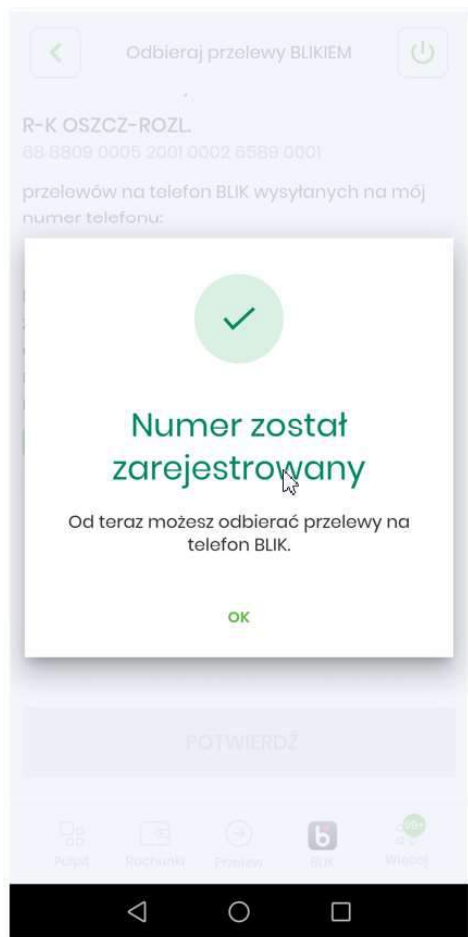 Odbieraj przelewy BLIKIEM
R-K OSZCZ-ROZL.
68 8809 0005 2001 0002 6589 0001
przelewów na telefon BLIK wysyłanych na mój
numer telefonu:
Numer został
zarejestrowany
Od teraz możesz odbierać przelewy na
telefon BLIK.
OK
POTWIERDŹ
Pulpit Rachunki Przelewy BLIK Więcej